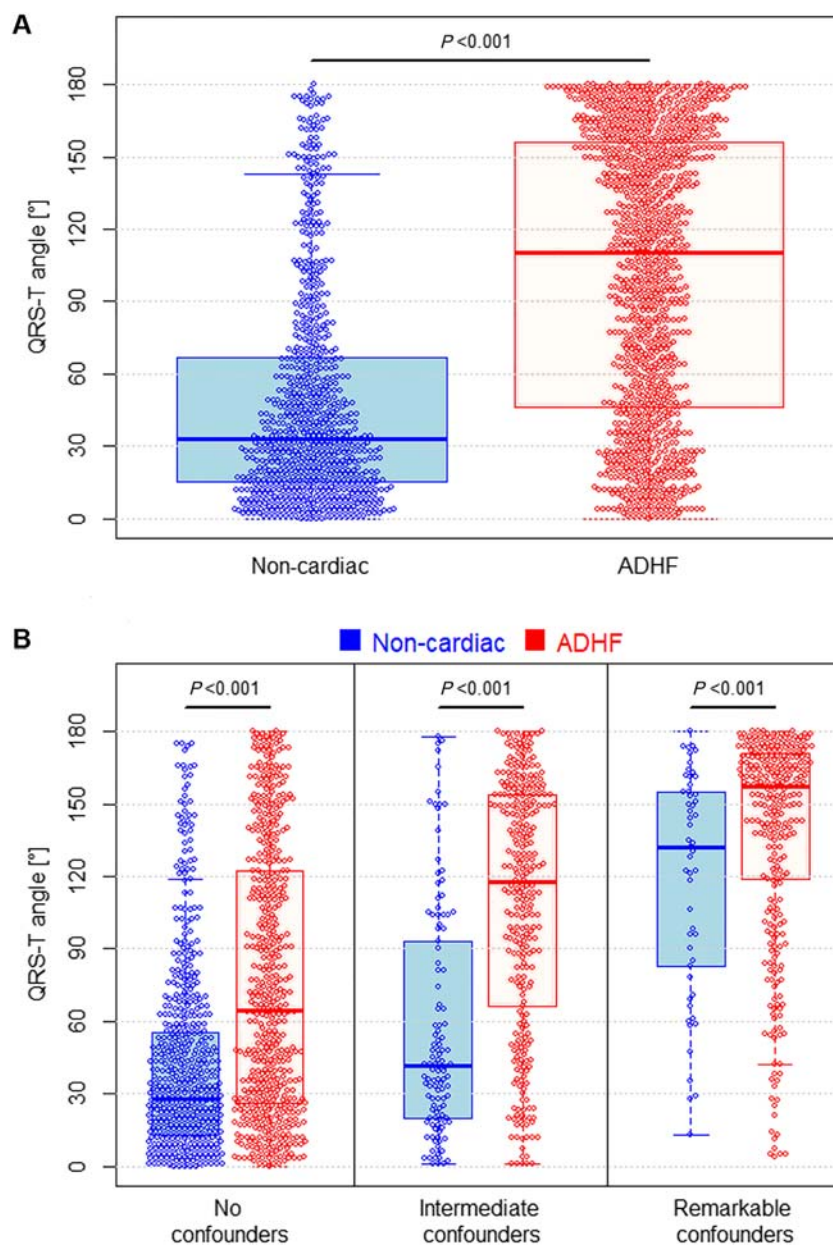 A
P <0.001
180
150
120
90
60
30
0
QRS-T angle [°]
Non-cardiac
ADHF
B
Non-cardiac
ADHF
P <0.001
P <0.001
P <0.001
180
150
120
90
60
30
0
QRS-T angle [°]
No
confounders
Intermediate
confounders
Remarkable
confounders